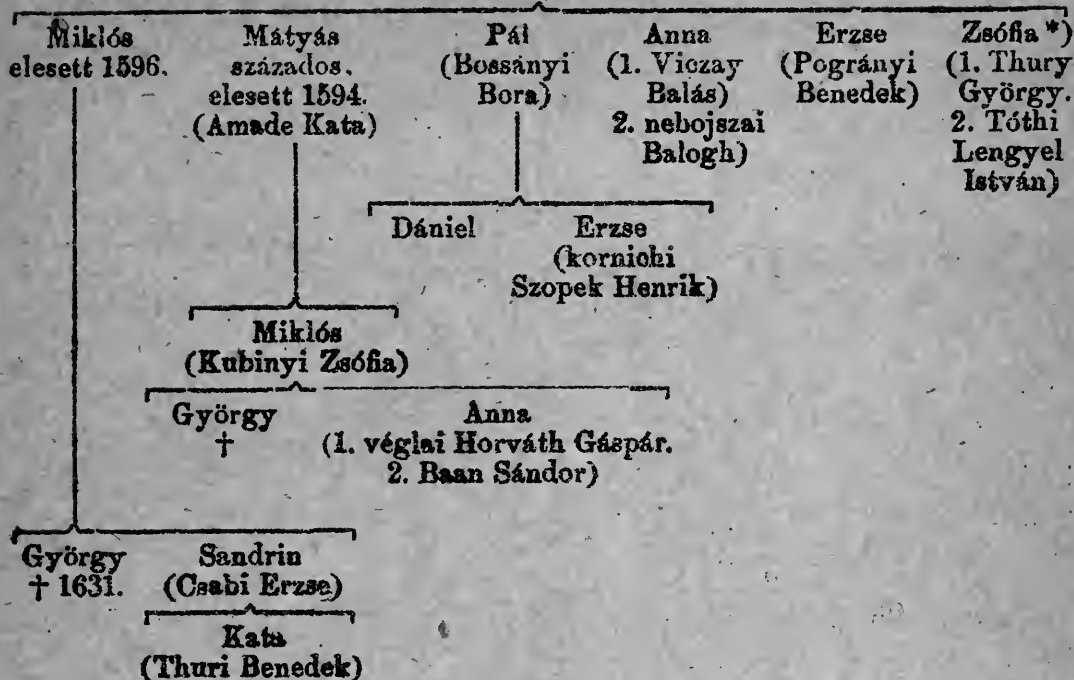 Miklós
elesett 1596.
Mátyás
százados.
elesett 1594.
(Amade Kata)
Pál
(Bossányi
Bora)
Anna
(1. Viczay
Balás)
2. nebojszai
Balogh)
Erzse
(Pogrányi
Benedek)
Zsófia *)
(1. Thury
György.
2. Tóthi
Lengyel
István)
Dániel
Erzse
(kornichi
Szopek Henrik)
Miklós
(Kubinyi Zsófia)
György
†
Anna
(1. véglai Horváth Gáspár.
2. Baan Sándor)
György
† 1631.
Sandrin
(Csabi Erzse)
Kata
(Thuri Benedek)